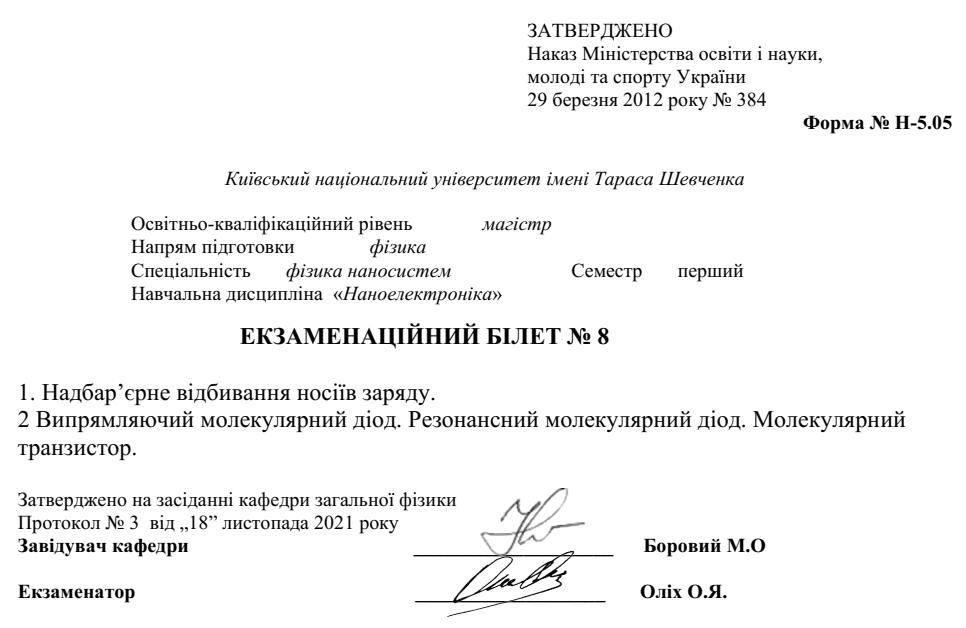 ЗАТВЕРДЖЕНО
Наказ Міністерства освіти і науки,
молоді та спорту України
29 березня 2012 року № 384
Форма № Н-5.05
Київський національний університет імені Тараса Шевченка
Освітньо-кваліфікаційний рівень магістр
Напрям підготовки фізика
Спеціальність фізика наносистем Семестр перший
Навчальна дисципліна «Наноелектроніка»
ЕКЗАМЕНАЦІЙНИЙ БІЛЕТ № 8
1. Надбар’єрне відбивання носіїв заряду.
2 Випрямляючий молекулярний діод. Резонансний молекулярний діод. Молекулярний
транзистор.
Затверджено на засіданні кафедри загальної фізики
Протокол № 3 від „18” листопада 2021 року
Завідувач кафедри Боровий М.О
Екзаменатор Оліх О.Я.